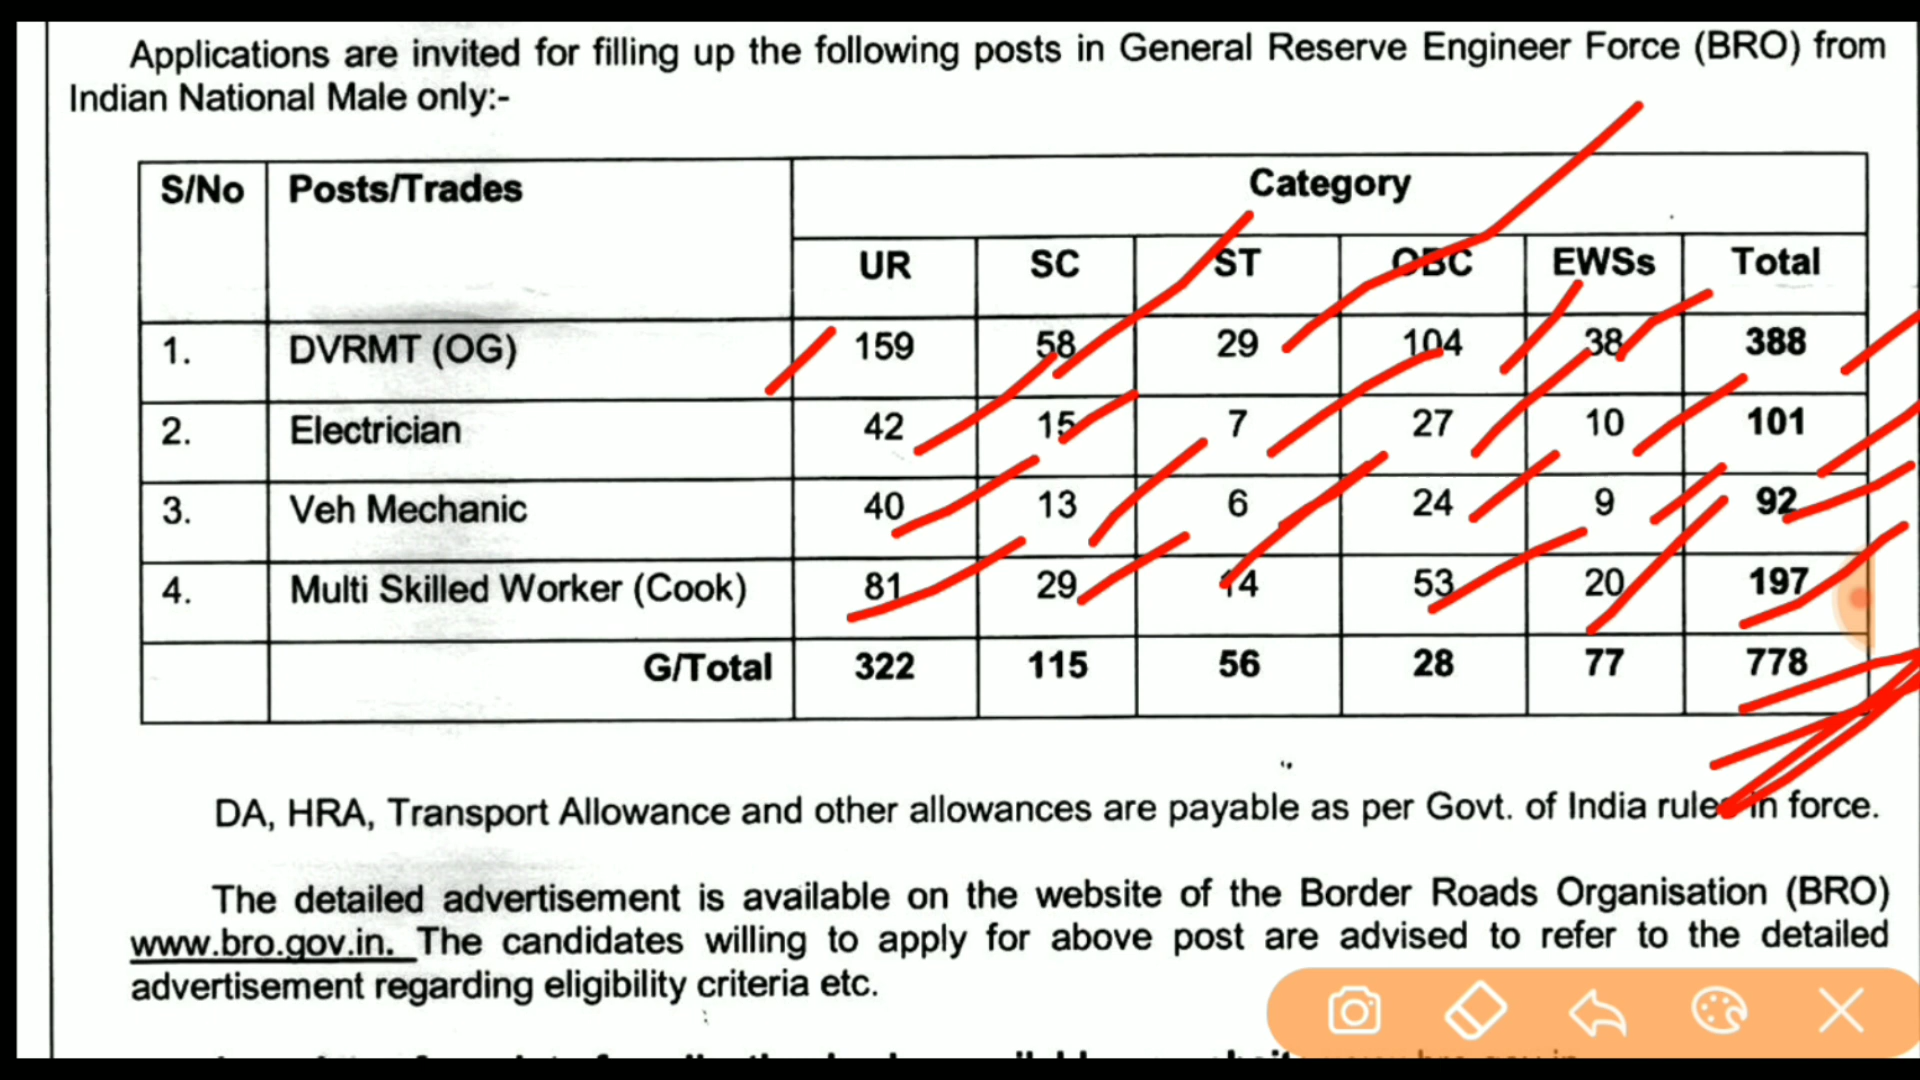 Applications are invited for filling up the following posts in General Reserve Engineer Force (BRO) from
Indian National Male only:-
S/No Posts/Trades Category
UR SC ST OBC EWSs Total
1. DVRMT (OG) 159 58 29 104 38 388
2. Electrician 42 15 7 27 10 101
3. Veh Mechanic 40 13 6 24 9 92
4. Multi Skilled Worker (Cook) 81 29 14 53 20 197
G/Total 322 115 56 28 77 778
DA, HRA, Transport Allowance and other allowances are payable as per Govt. of India rules in force.
The detailed advertisement is available on the website of the Border Roads Organisation (BRO)
www.bro.gov.in. The candidates willing to apply for above post are advised to refer to the detailed
advertisement regarding eligibility criteria etc.